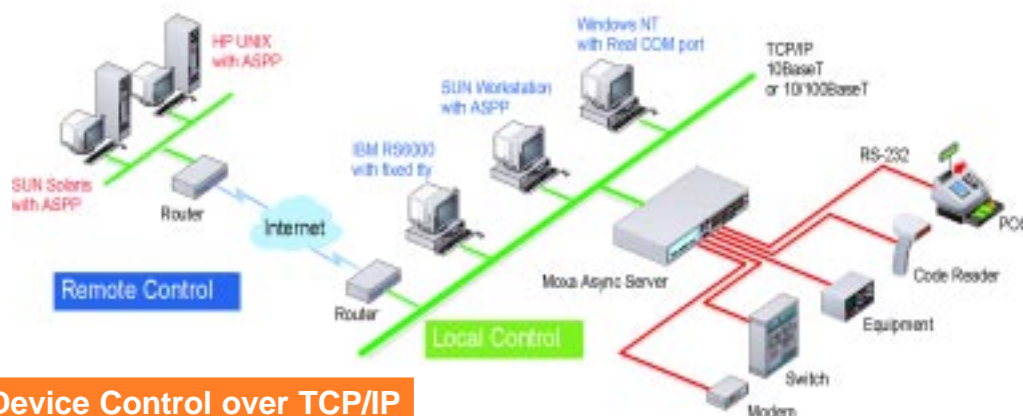 HP UNIX
with ASPP
SUN Solaris
with ASPP
Router
Internet
Router
Remote Control
IBM RS6000
with fixed tty
SUN Workstation
with ASPP
Windows NT
with Real COM port
TCP/IP
10BaseT
or 10/100BaseT
Local Control
Moxa Async Server
RS-232
POS
Code Reader
Equipment
Switch
Modem
Device Control over TCP/IP